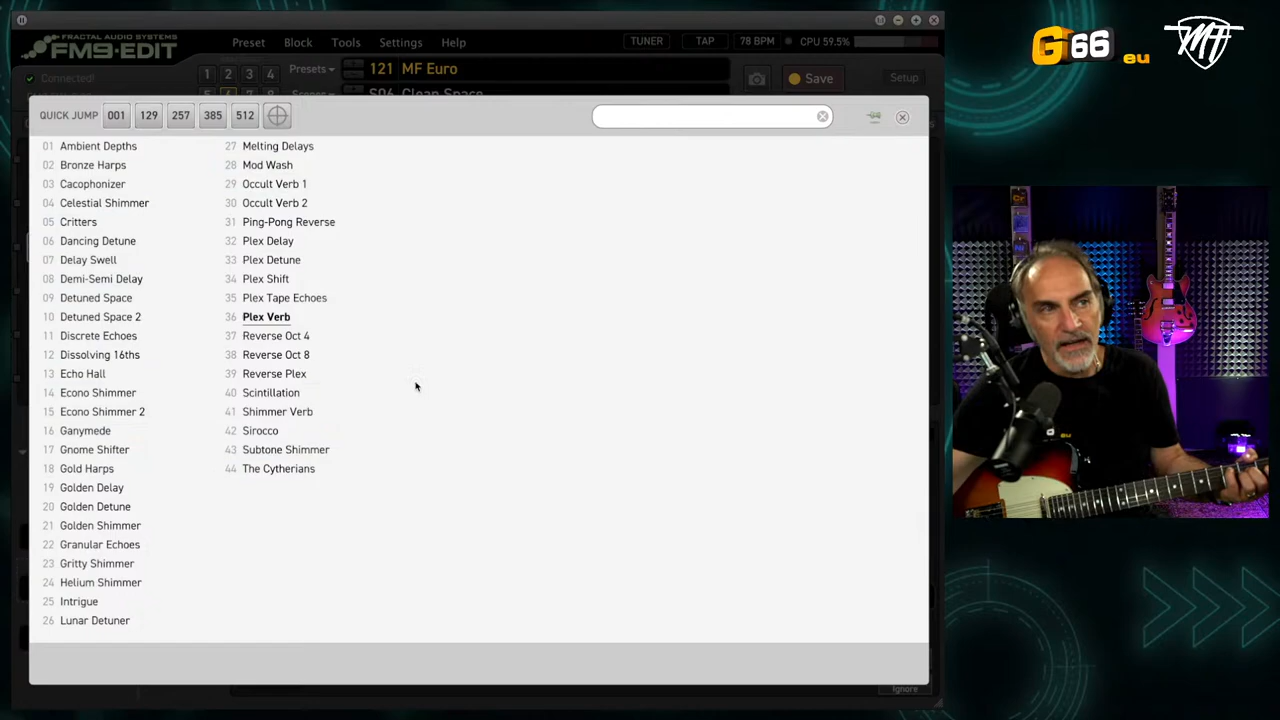 FRACTAL AUDIO SYSTEMS
FM9-EDIT
Preset Block Tools Settings Help
TUNER TAP 78 BPM CPU 59.5%
Connected!
1 2 3 4
Presets
121 MF Euro
Save
Setup
S06 Clean Space
QUICK JUMP 001 129 257 385 512
01 Ambient Depths
02 Bronze Harps
03 Cacophonizer
04 Celestial Shimmer
05 Critters
06 Dancing Detune
07 Delay Swell
08 Demi-Semi Delay
09 Detuned Space
10 Detuned Space 2
11 Discrete Echoes
12 Dissolving 16ths
13 Echo Hall
14 Econo Shimmer
15 Econo Shimmer 2
16 Ganymede
17 Gnome Shifter
18 Gold Harps
19 Golden Delay
20 Golden Detune
21 Golden Shimmer
22 Granular Echoes
23 Gritty Shimmer
24 Helium Shimmer
25 Intrigue
26 Lunar Detuner
27 Melting Delays
28 Mod Wash
29 Occult Verb 1
30 Occult Verb 2
31 Ping-Pong Reverse
32 Plex Delay
33 Plex Detune
34 Plex Shift
35 Plex Tape Echoes
36 Plex Verb
37 Reverse Oct 4
38 Reverse Oct 8
39 Reverse Plex
40 Scintillation
41 Shimmer Verb
42 Sirocco
43 Subtone Shimmer
44 The Cytherians
Ignore
G66 eu